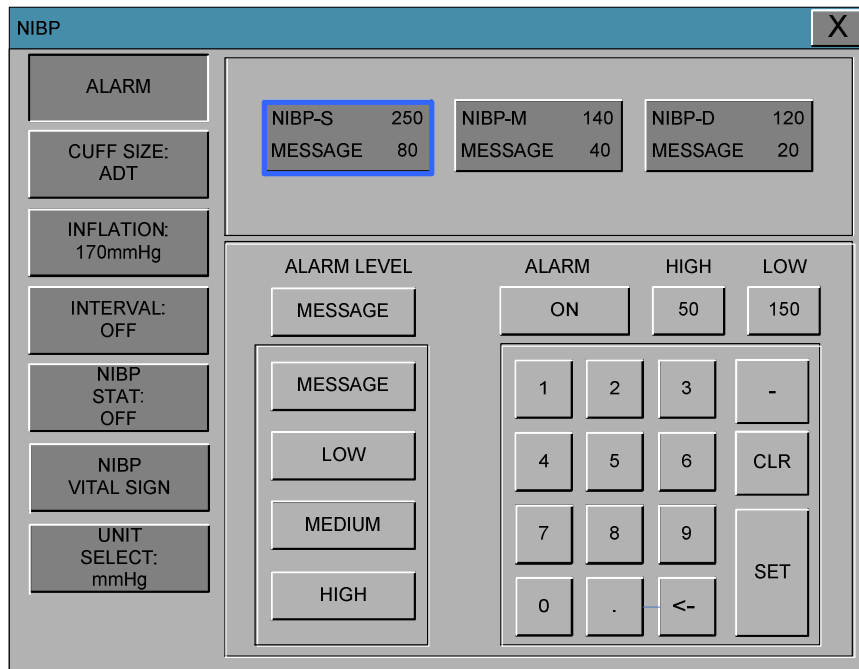 NIBP
X
ALARM
CUFF SIZE:
ADT
INFLATION:
170mmHg
INTERVAL:
OFF
NIBP
STAT:
OFF
NIBP
VITAL SIGN
UNIT
SELECT:
mmHg
NIBP-S 250
MESSAGE 80
NIBP-M 140
MESSAGE 40
NIBP-D 120
MESSAGE 20
ALARM LEVEL
MESSAGE
MESSAGE
LOW
MEDIUM
HIGH
ALARM HIGH LOW
ON 50 150
1 2 3 -
4 5 6 CLR
7 8 9
SET
0 . <-